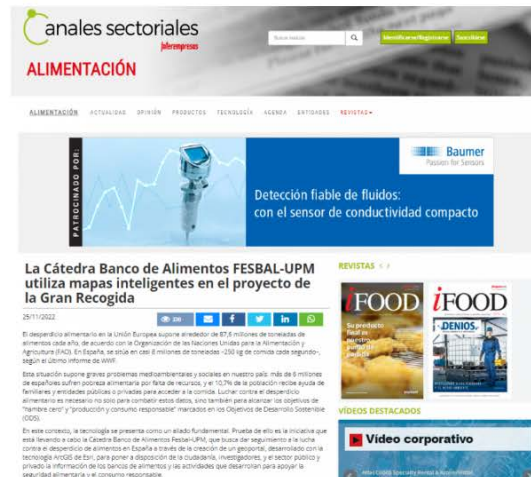 Canales sectoriales
Interempresas
Identificarse/Registrarse
Suscribirse
ALIMENTACIÓN
ALIMENTACIÓN ACTUALIDAD OPINIÓN PRODUCTOS TECNOLOGÍA AGENDA ENTIDADES REVISTAS
PATROCINADO POR:
Baumer
Passion for Sensors
Detección fiable de fluidos:
con el sensor de conductividad compacto
La Cátedra Banco de Alimentos FESBAL-UPM
utiliza mapas inteligentes en el proyecto de
la Gran Recogida
25/11/2022
El desperdicio alimentario en la Unión Europea supone alrededor de 87,6 millones de toneladas de
alimentos cada año, de acuerdo con la Organización de las Naciones Unidas para la Alimentación y
Agricultura (FAO). En España, se sitúa en casi 8 millones de toneladas -250 kg de comida cada segundo-,
según el último informe de WWF.
Esta situación supone graves problemas medioambientales y sociales en nuestro país: más de 6 millones
de españoles sufren pobreza alimentaria por falta de recursos, y el 10,7% de la población recibe ayuda de
familiares y entidades públicas o privadas para acceder a la comida. Luchar contra el desperdicio
alimentario es necesario no solo para combatir estos datos, sino también para alcanzar los objetivos de
"hambre cero" y "producción y consumo responsable" marcados en los Objetivos de Desarrollo Sostenible
(ODS).
En este contexto, la tecnología se presenta como un aliado fundamental. Prueba de ello es la iniciativa que
está llevando a cabo la Cátedra Banco de Alimentos Fesbal-UPM, que busca dar seguimiento a la lucha
contra el desperdicio de alimentos en España a través de la creación de un geoportal, desarrollado con la
tecnología ArcGIS de Esri, para poner a disposición de la ciudadanía, investigadores, y el sector público y
privado la información de los bancos de alimentos y las actividades que desarrollan para apoyar la
seguridad alimentaria y el consumo responsable.
REVISTAS
iFOOD
Su producto
final es
nuestro
punto de
partida
iFOOD
DENIOS.
VÍDEOS DESTACADOS
Vídeo corporativo